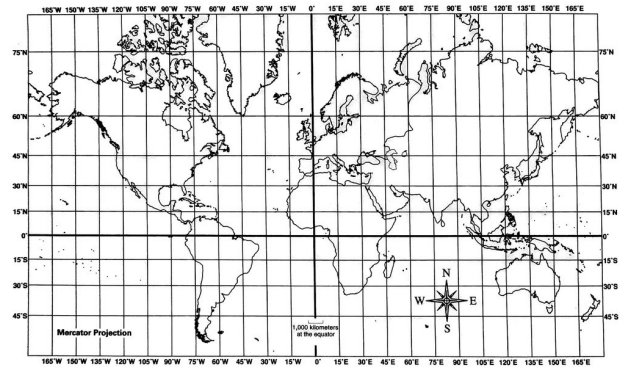 165°W 150°W 135°W 120°W 105°W 90°W 75°W 60°W 45°W 30°W 15°W 0° 15°E 30°E 45°E 60°E 75°E 90°E 105°E 120°E 135°E 150°E 165°E
75°N 75°N
60°N 60°N
45°N 45°N
30°N 30°N
15°N 15°N
0° 0°
15°S 15°S
N
30°S 30°S
W E
45°S 45°S
S
1,000 kilometers
at the equator
Mercator Projection
165°W 150°W 135°W 120°W 105°W 90°W 75°W 60°W 45°W 30°W 15°W 0° 15°E 30°E 45°E 60°E 75°E 90°E 105°E 120°E 135°E 150°E 165°E